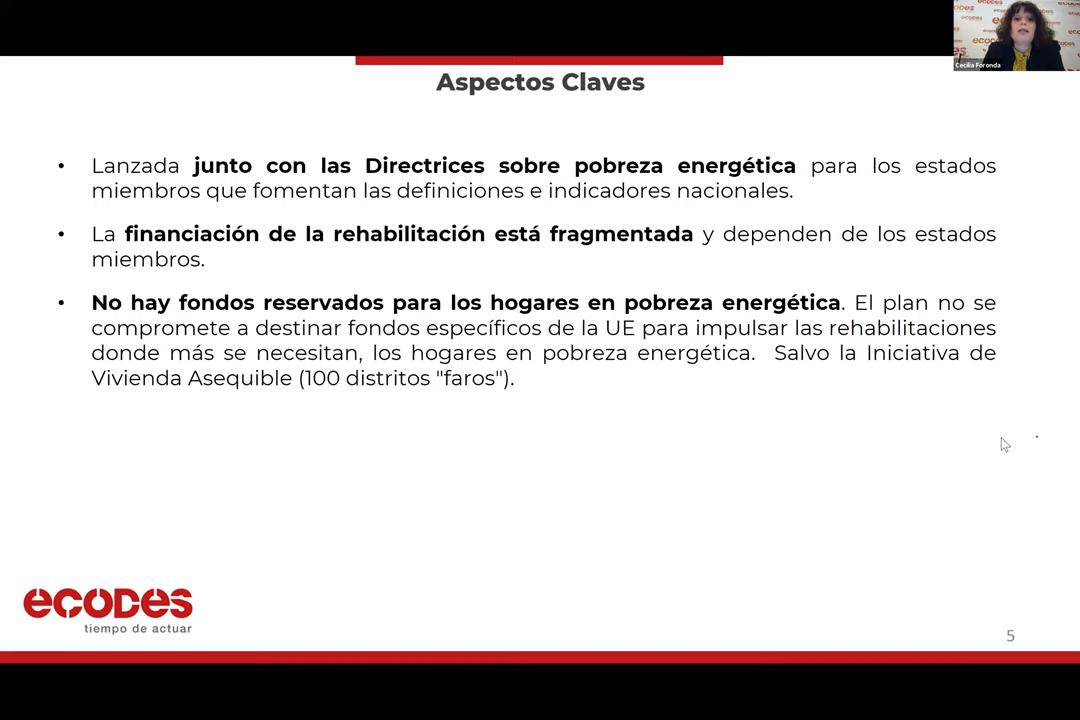 ecodes
Cecilia Foronda
Aspectos Claves
• Lanzada junto con las Directrices sobre pobreza energética para los estados
miembros que fomentan las definiciones e indicadores nacionales.
• La financiación de la rehabilitación está fragmentada y dependen de los estados
miembros.
• No hay fondos reservados para los hogares en pobreza energética. El plan no se
compromete a destinar fondos específicos de la UE para impulsar las rehabilitaciones
donde más se necesitan, los hogares en pobreza energética. Salvo la Iniciativa de
Vivienda Asequible (100 distritos "faros").
ecodes
tiempo de actuar
5